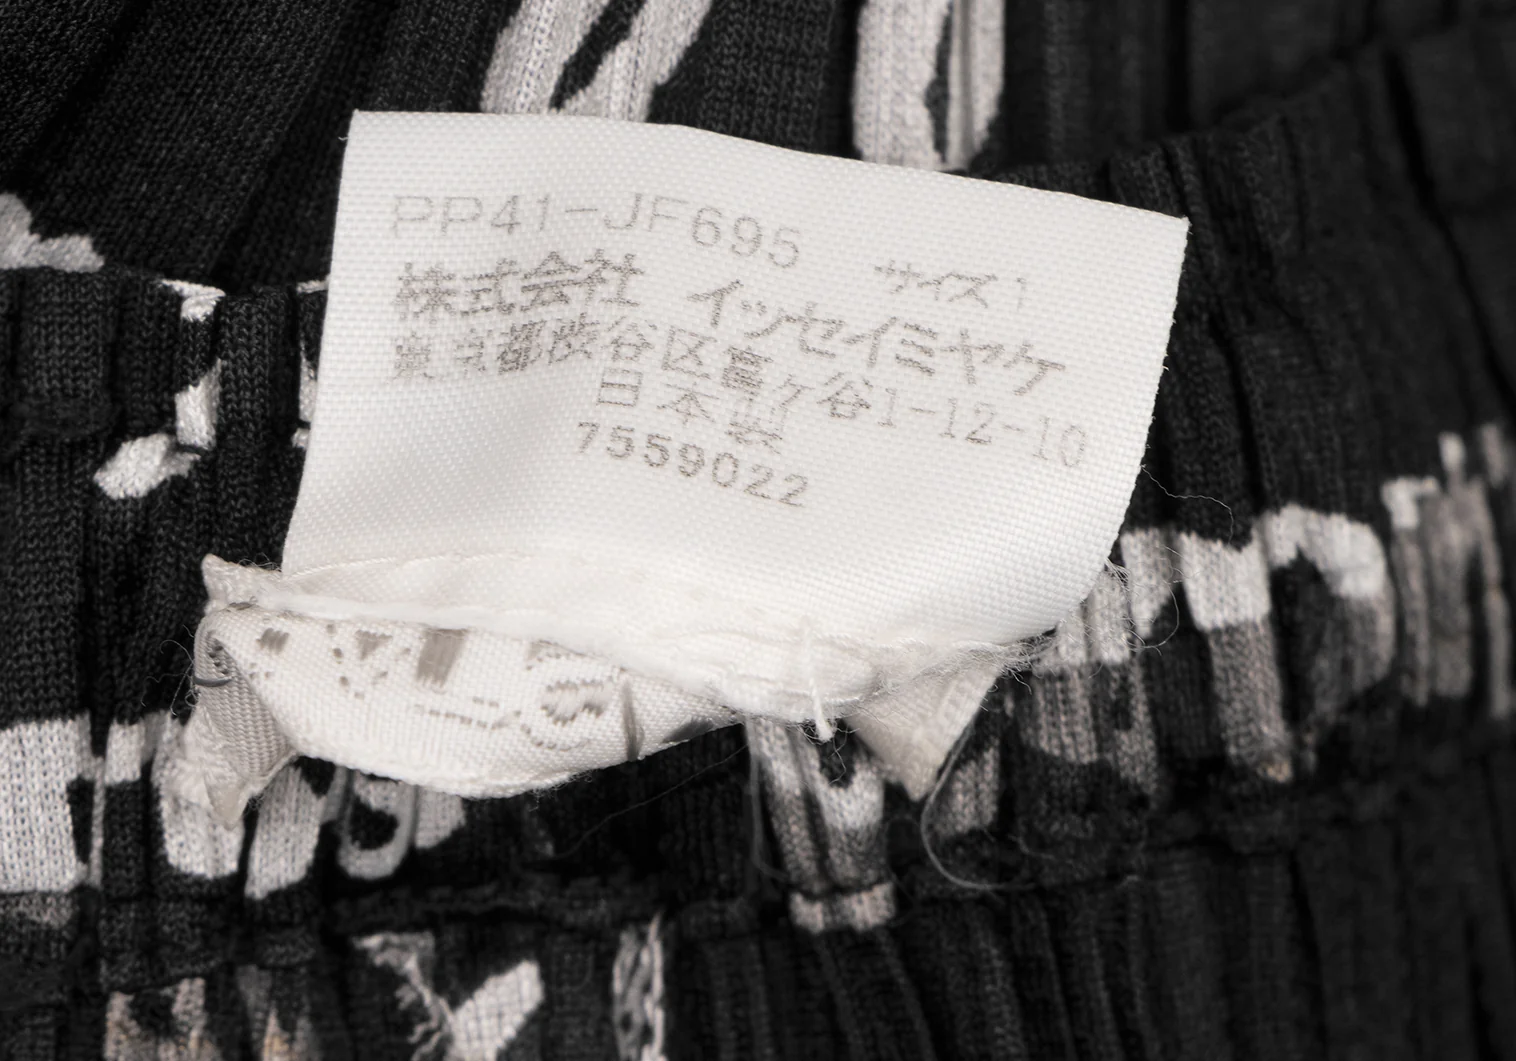 PP41-JF695 サイズ1
株式会社 イッセイミヤケ
東京都渋谷区富ヶ谷1-12-10
日本製
7559022